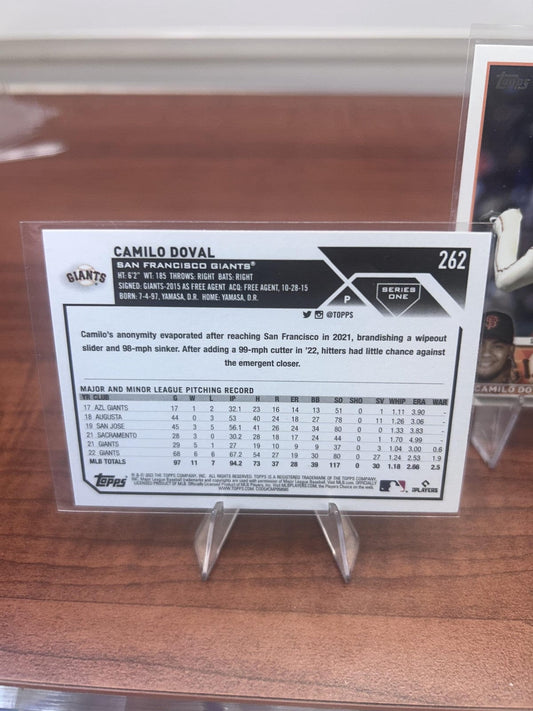 Topps
CAMILO DOVAL
262
SAN FRANCISCO GIANTS®
HT: 6'2" WT: 185 THROWS: RIGHT BATS: RIGHT
SIGNED: GIANTS-2015 AS FREE AGENT ACQ: FREE AGENT, 10-28-15
BORN: 7-4-97, YAMASA, D.R. HOME: YAMASA, D.R.
GIANTS
P
SERIES ONE
@TOPPS
Camilo's anonymity evaporated after reaching San Francisco in 2021, brandishing a wipeout
slider and 98-mph sinker. After adding a 99-mph cutter in '22, hitters had little chance against
the emergent closer.
MAJOR AND MINOR LEAGUE PITCHING RECORD
YR CLUB G W L IP H R ER BB SO SHO SV WHIP ERA WAR
17 AZL GIANTS 17 1 2 32.1 23 16 14 13 51 0 1 1.11 3.90 -
18 AUGUSTA 44 0 3 53 40 24 18 27 78 0 11 1.26 3.06 -
19 SAN JOSE 45 3 5 56.1 41 26 24 34 80 0 0 1.33 3.83 -
21 SACRAMENTO 28 3 0 30.2 28 18 17 24 44 0 1 1.70 4.99 -
21 GIANTS 29 5 1 27 19 10 9 9 37 0 3 1.04 3.00 0.6
22 GIANTS 68 6 6 67.2 54 27 19 30 80 0 27 1.24 2.53 1.9
MLB TOTALS 97 11 7 94.2 73 37 28 39 117 0 30 1.18 2.66 2.5
Topps
PLAYERS
CAMILO DOVAL